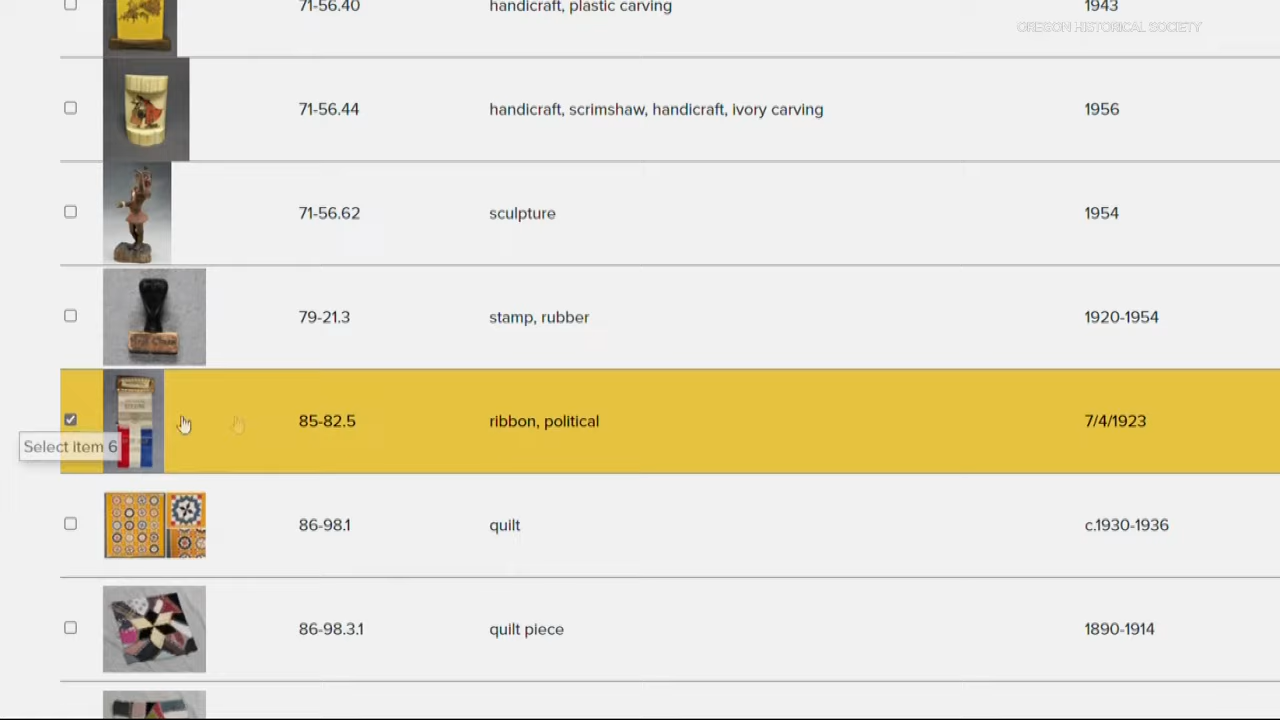 71-56.40 handicraft, plastic carving 1943
OREGON HISTORICAL SOCIETY
71-56.44 handicraft, scrimshaw, handicraft, ivory carving 1956
71-56.62 sculpture 1954
79-21.3 stamp, rubber 1920-1954
85-82.5 ribbon, political 7/4/1923
Select item 6
86-98.1 quilt c.1930-1936
86-98.3.1 quilt piece 1890-1914